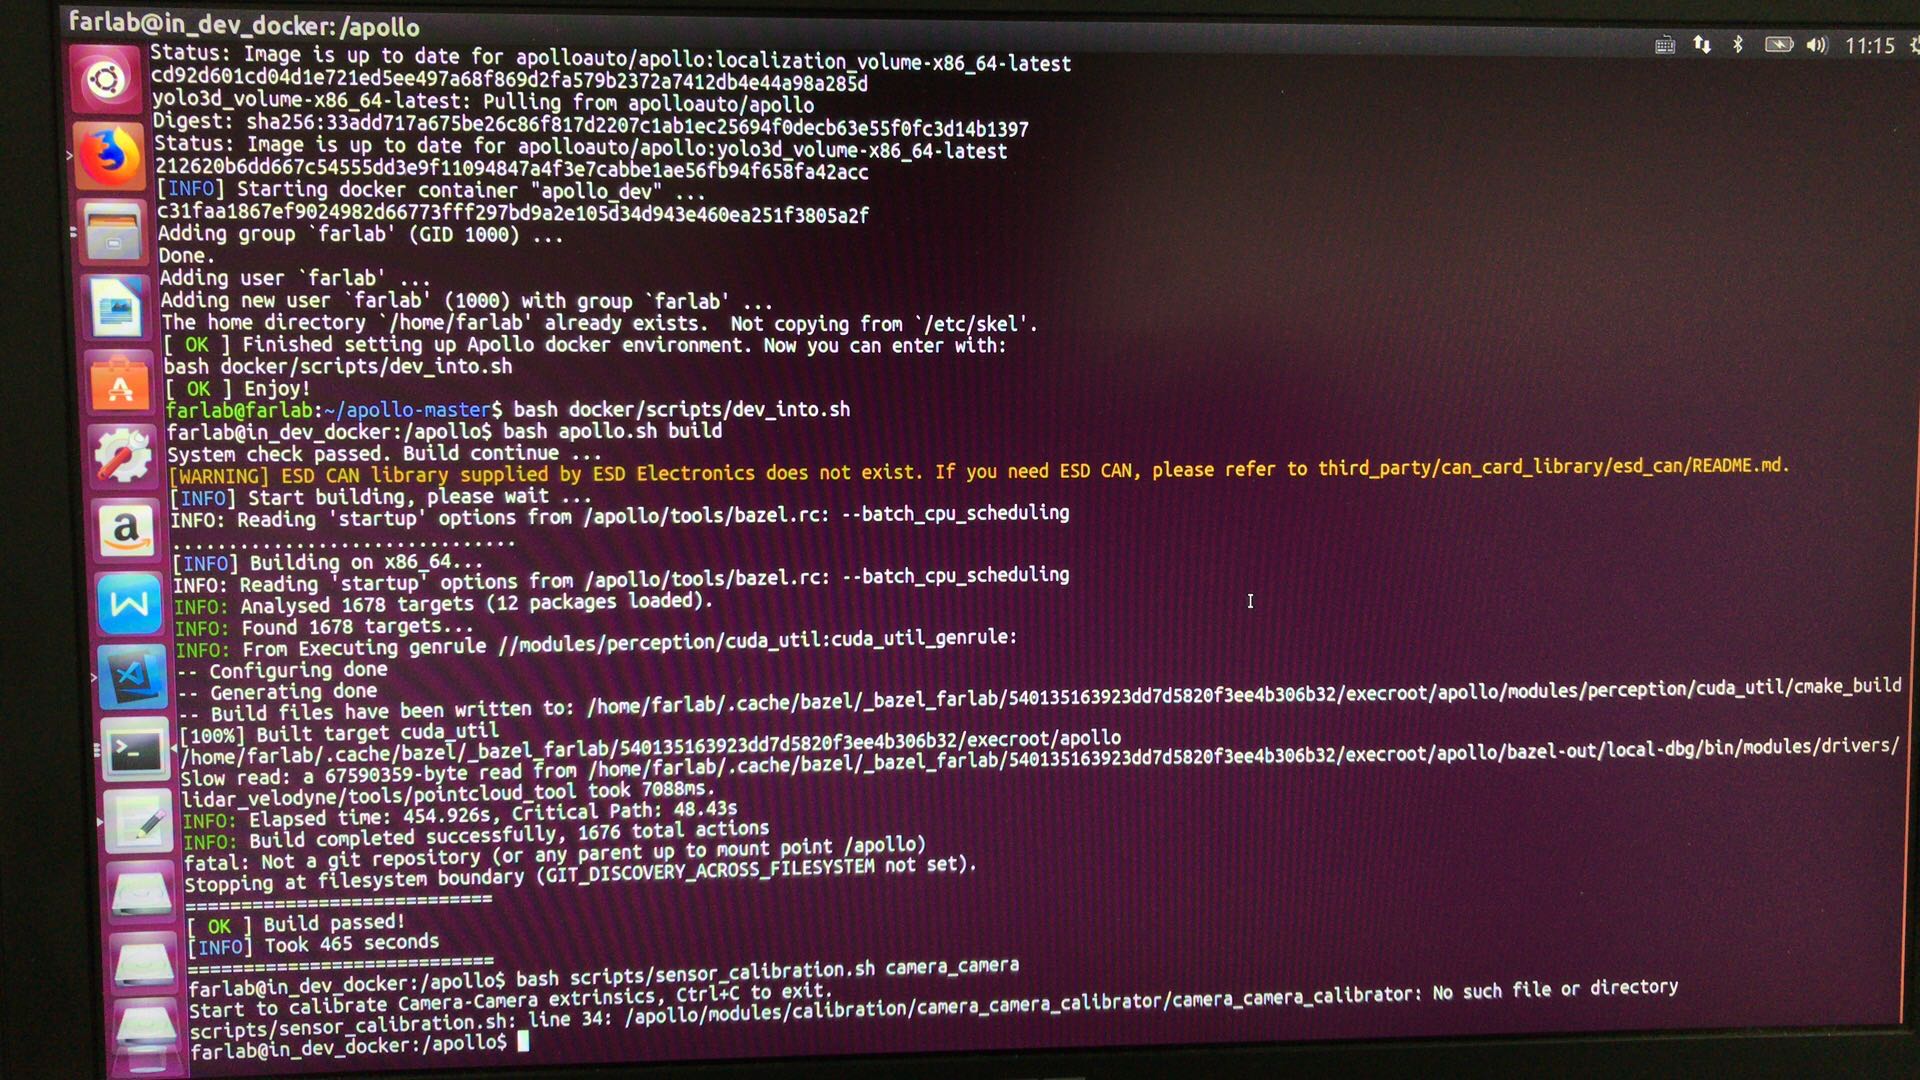 farlab@in_dev_docker:/apollo
11:15
Status: Image is up to date for apolloauto/apollo:localization_volume-x86_64-latest
cd92d601cd04d1e721ed5ee497a68f869d2fa579b2372a7412db4e44a98a285d
yolo3d_volume-x86_64-latest: Pulling from apolloauto/apollo
Digest: sha256:33add717a675be26c86f817d2207c1ab1ec25694f0decb63e55f0fc3d14b1397
Status: Image is up to date for apolloauto/apollo:yolo3d_volume-x86_64-latest
212620b6dd667c54555dd3e9f11094847a4f3e7cabbe1ae56fb94f658fa42acc
[INFO] Starting docker container "apollo_dev" ...
c31faa1867ef9024982d66773fff297bd9a2e105d34d943e460ea251f3805a2f
Adding group `farlab' (GID 1000) ...
Done.
Adding user `farlab' ...
Adding new user `farlab' (1000) with group `farlab' ...
The home directory `/home/farlab' already exists.  Not copying from `/etc/skel'.
[ OK ] Finished setting up Apollo docker environment. Now you can enter with:
bash docker/scripts/dev_into.sh
[ OK ] Enjoy!
farlab@farlab:~/apollo-master$ bash docker/scripts/dev_into.sh
farlab@in_dev_docker:/apollo$ bash apollo.sh build
System check passed. Build continue ...
[WARNING] ESD CAN library supplied by ESD Electronics does not exist. If you need ESD CAN, please refer to third_party/can_card_library/esd_can/README.md.
[INFO] Start building, please wait ...
INFO: Reading 'startup' options from /apollo/tools/bazel.rc: --batch_cpu_scheduling
...............................
[INFO] Building on x86_64...
INFO: Reading 'startup' options from /apollo/tools/bazel.rc: --batch_cpu_scheduling
INFO: Analysed 1678 targets (12 packages loaded).
INFO: Found 1678 targets...
INFO: From Executing genrule //modules/perception/cuda_util:cuda_util_genrule:
-- Configuring done
-- Generating done
-- Build files have been written to: /home/farlab/.cache/bazel/_bazel_farlab/540135163923dd7d5820f3ee4b306b32/execroot/apollo/modules/perception/cuda_util/cmake_build
[100%] Built target cuda_util
/home/farlab/.cache/bazel/_bazel_farlab/540135163923dd7d5820f3ee4b306b32/execroot/apollo
Slow read: a 67590359-byte read from /home/farlab/.cache/bazel/_bazel_farlab/540135163923dd7d5820f3ee4b306b32/execroot/apollo/bazel-out/local-dbg/bin/modules/drivers/
lidar_velodyne/tools/pointcloud_tool took 7088ms.
INFO: Elapsed time: 454.926s, Critical Path: 48.43s
INFO: Build completed successfully, 1676 total actions
fatal: Not a git repository (or any parent up to mount point /apollo)
Stopping at filesystem boundary (GIT_DISCOVERY_ACROSS_FILESYSTEM not set).
===========================
[ OK ] Build passed!
[INFO] Took 465 seconds
===========================
farlab@in_dev_docker:/apollo$ bash scripts/sensor_calibration.sh camera_camera
Start to calibrate Camera-Camera extrinsics, Ctrl+C to exit.
scripts/sensor_calibration.sh: line 34: /apollo/modules/calibration/camera_camera_calibrator/camera_camera_calibrator: No such file or directory
farlab@in_dev_docker:/apollo$